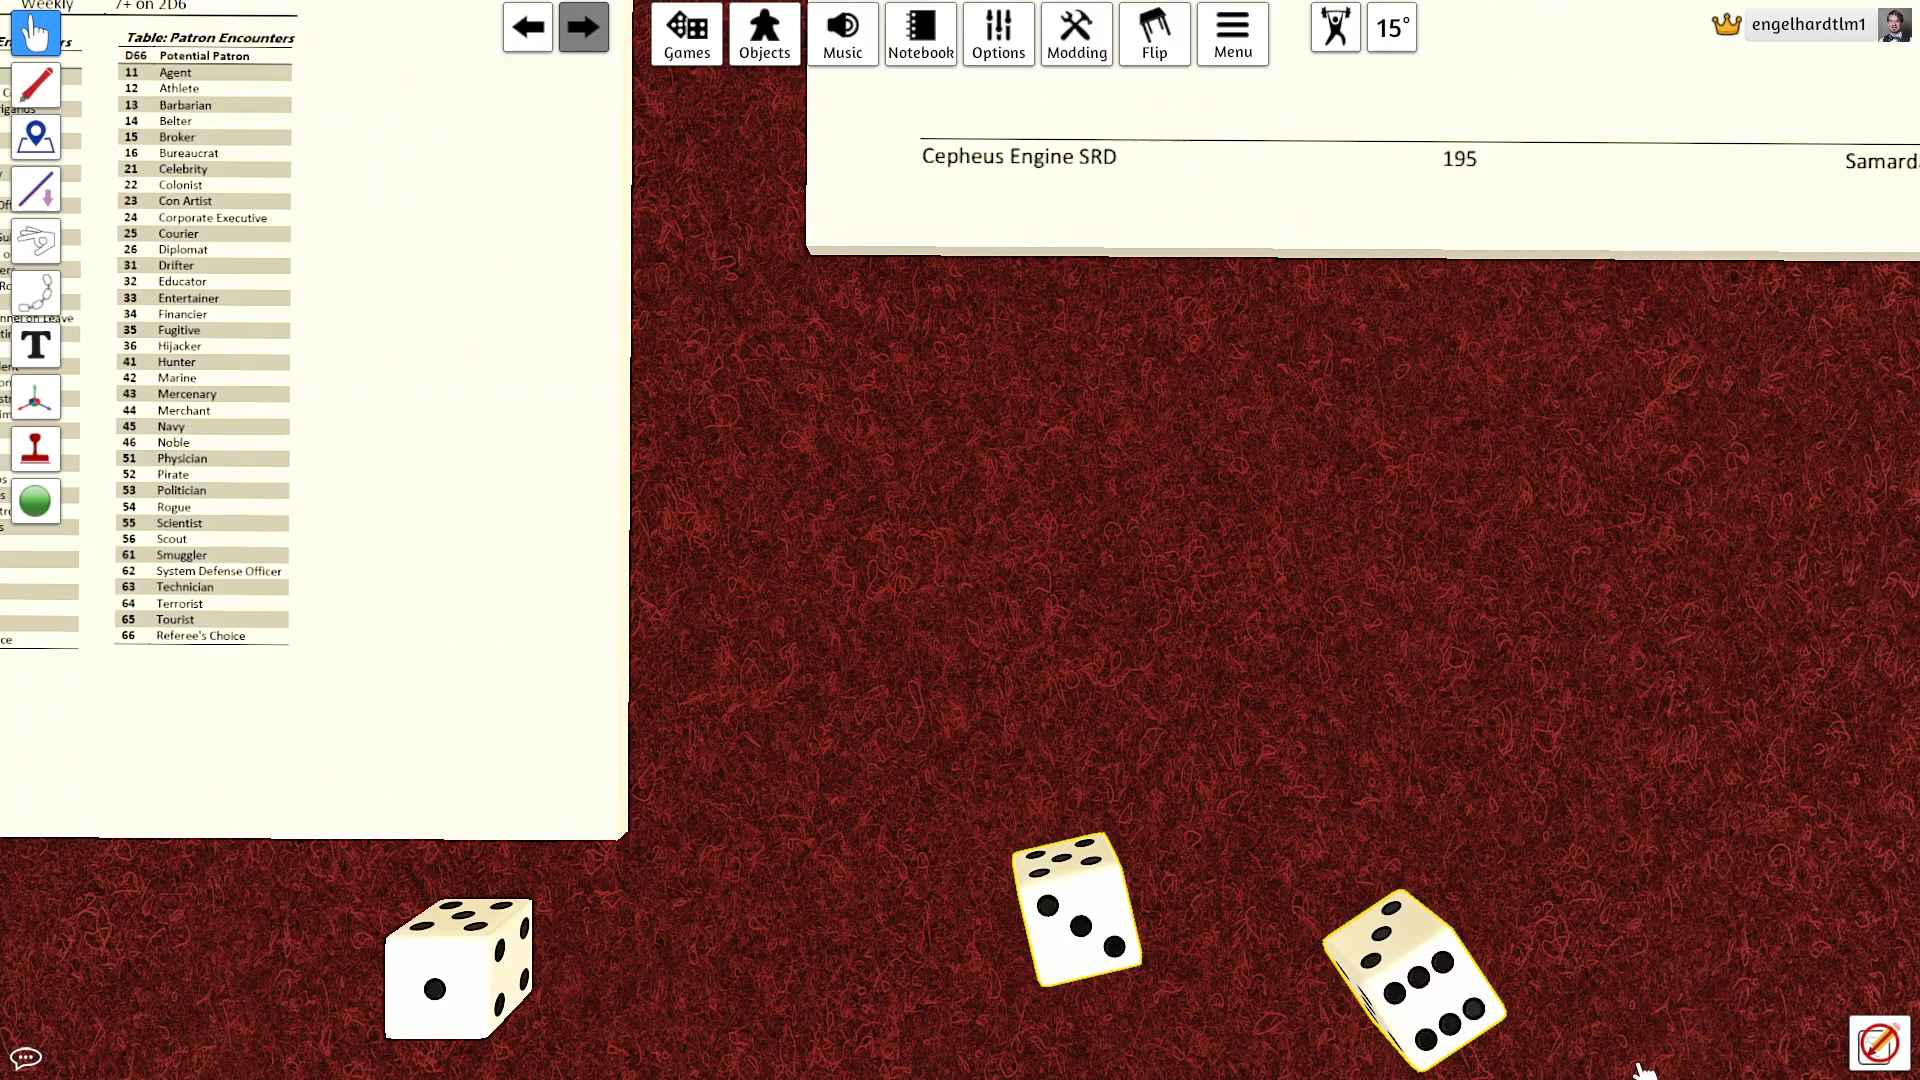 Weekly 7+ on 2D6
Table: Patron Encounters
D66 Potential Patron
11 Agent
12 Athlete
13 Barbarian
14 Belter
15 Broker
16 Bureaucrat
21 Celebrity
22 Colonist
23 Con Artist
24 Corporate Executive
25 Courier
26 Diplomat
31 Drifter
32 Educator
33 Entertainer
34 Financier
35 Fugitive
36 Hijacker
41 Hunter
42 Marine
43 Mercenary
44 Merchant
45 Navy
46 Noble
51 Physician
52 Pirate
53 Politician
54 Rogue
55 Scientist
56 Scout
61 Smuggler
62 System Defense Officer
63 Technician
64 Terrorist
65 Tourist
66 Referee's Choice
T
Games
Objects
Music
Notebook
Options
Modding
Flip
Menu
15°
engelhardtlm1
Cepheus Engine SRD 195 Samard